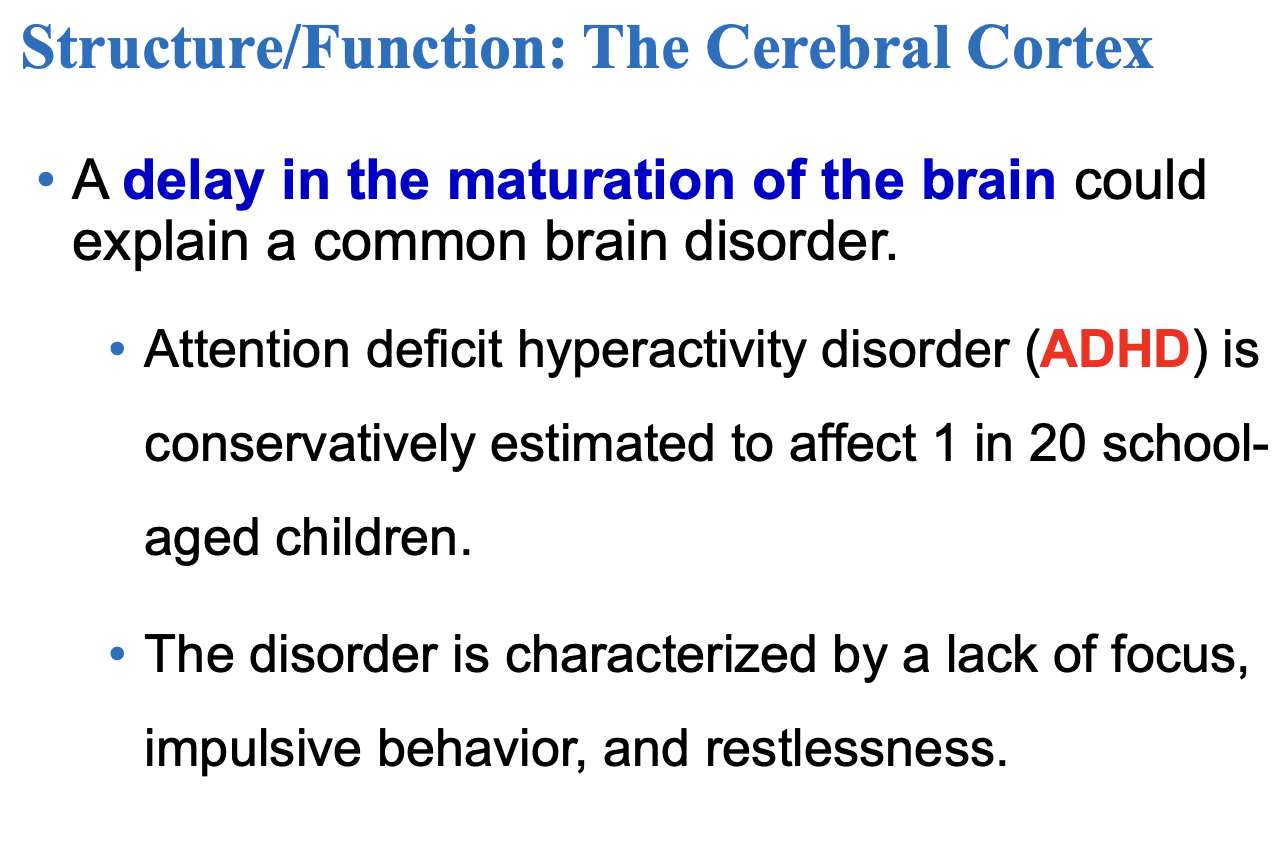 Structure/Function: The Cerebral Cortex
• A delay in the maturation of the brain could
explain a common brain disorder.
• Attention deficit hyperactivity disorder (ADHD) is
conservatively estimated to affect 1 in 20 school-
aged children.
• The disorder is characterized by a lack of focus,
impulsive behavior, and restlessness.